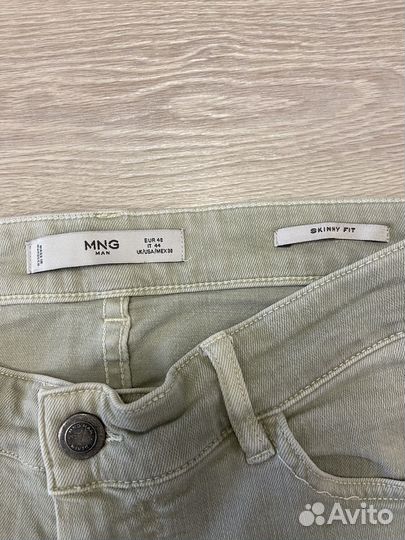 MNG
MAN
EUR 40
IT 44
UK/USA/MEX 30
SKINNY FIT
Avito